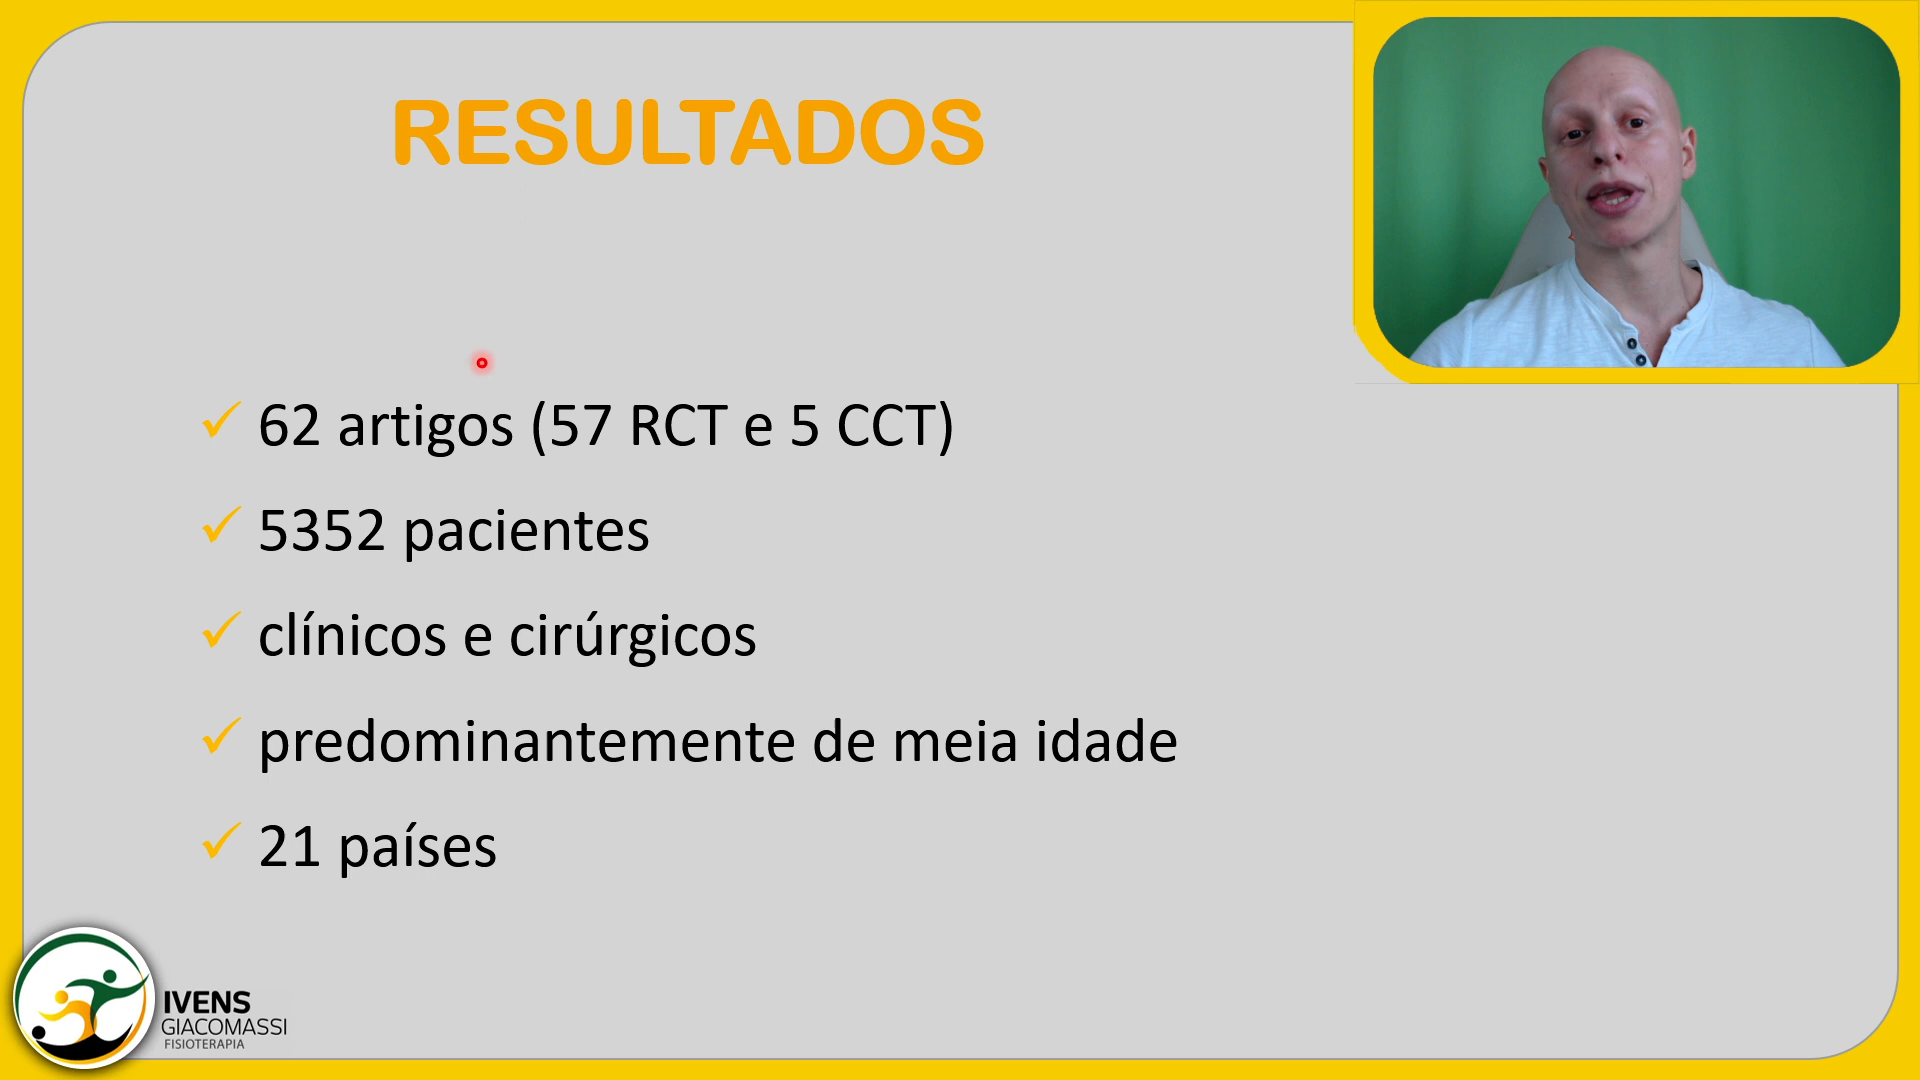 RESULTADOS
62 artigos (57 RCT e 5 CCT)
5352 pacientes
clínicos e cirúrgicos
predominantemente de meia idade
21 países
IVENS
GIACOMASSI
FISIOTERAPIA